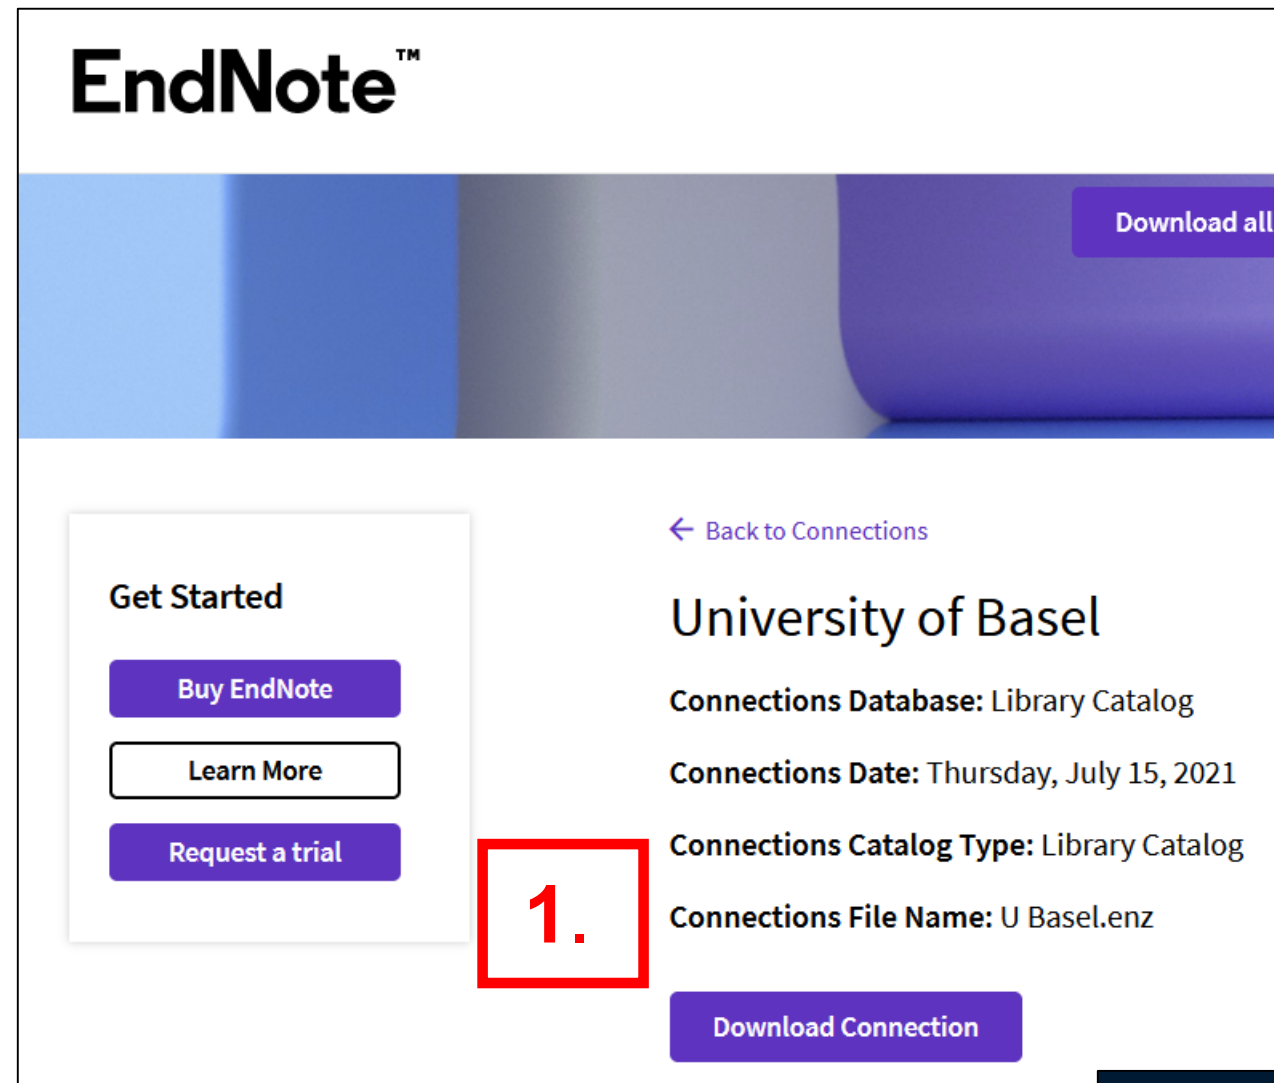 EndNote™
Download all
← Back to Connections
Get Started
University of Basel
Buy EndNote
Connections Database: Library Catalog
Learn More
Connections Date: Thursday, July 15, 2021
Request a trial
Connections Catalog Type: Library Catalog
1.
Connections File Name: U Basel.enz
Download Connection